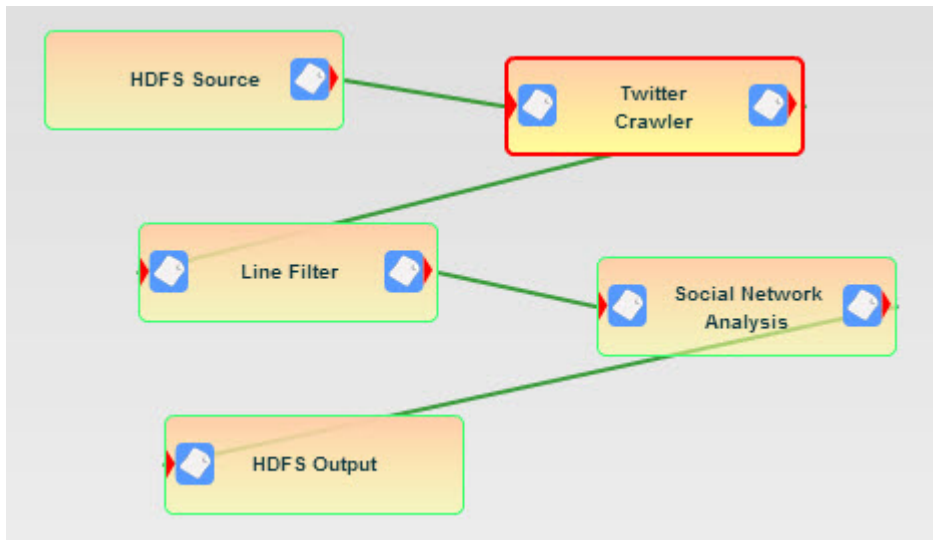 HDFS Source
Twitter
Crawler
Line Filter
Social Network
Analysis
HDFS Output